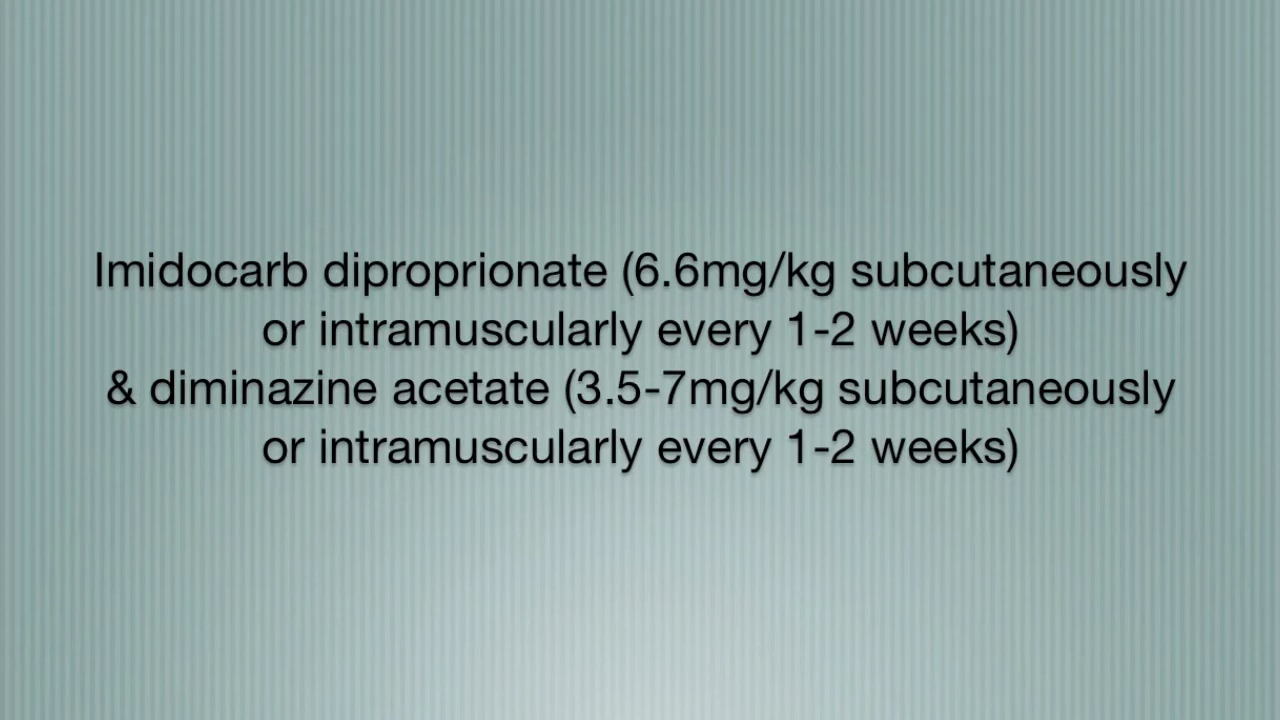 Imidocarb diproprionate (6.6mg/kg subcutaneously
or intramuscularly every 1-2 weeks)
& diminazine acetate (3.5-7mg/kg subcutaneously
or intramuscularly every 1-2 weeks)